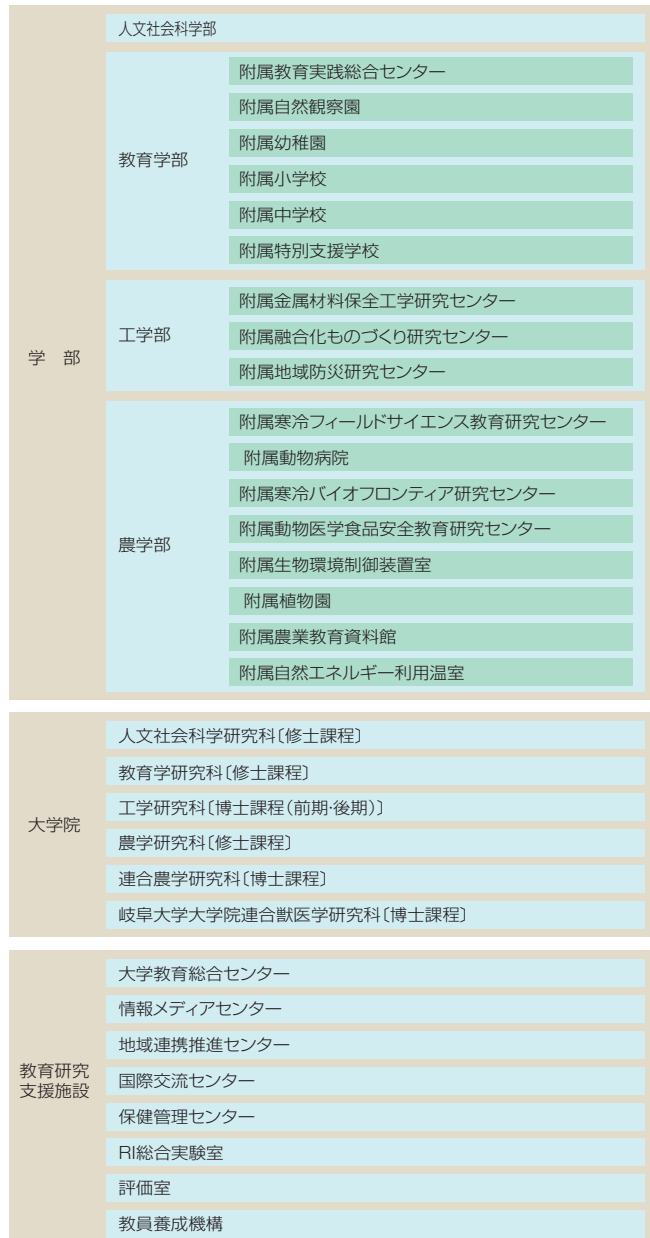 学 部
人文社会科学部
教育学部
附属教育実践総合センター
附属自然観察園
附属幼稚園
附属小学校
附属中学校
附属特別支援学校
工学部
附属金属材料保全工学研究センター
附属融合化ものづくり研究センター
附属地域防災研究センター
農学部
附属寒冷フィールドサイエンス教育研究センター
附属動物病院
附属寒冷バイオフロンティア研究センター
附属動物医学食品安全教育研究センター
附属生物環境制御装置室
附属植物園
附属農業教育資料館
附属自然エネルギー利用温室
大学院
人文社会科学研究科〔修士課程〕
教育学研究科〔修士課程〕
工学研究科〔博士課程(前期・後期)〕
農学研究科〔修士課程〕
連合農学研究科〔博士課程〕
岐阜大学大学院連合獣医学研究科〔博士課程〕
教育研究
支援施設
大学教育総合センター
情報メディアセンター
地域連携推進センター
国際交流センター
保健管理センター
RI総合実験室
評価室
教員養成機構